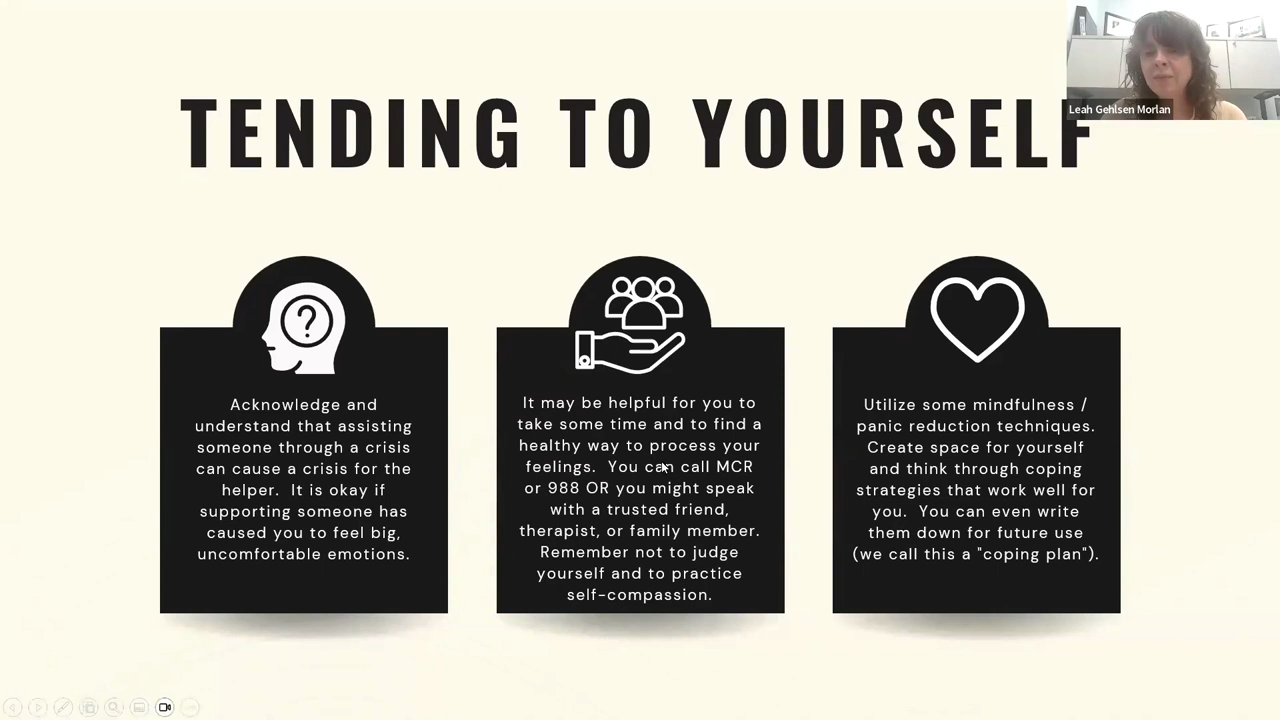 TENDING TO YOURSELF
Leah Gehlsen Morlan
Acknowledge and
understand that assisting
someone through a crisis
can cause a crisis for the
helper. It is okay if
supporting someone has
caused you to feel big,
uncomfortable emotions.
It may be helpful for you to
take some time and to find a
healthy way to process your
feelings. You can call MCR
or 988 OR you might speak
with a trusted friend,
therapist, or family member.
Remember not to judge
yourself and to practice
self-compassion.
Utilize some mindfulness /
panic reduction techniques.
Create space for yourself
and think through coping
strategies that work well for
you. You can even write
them down for future use
(we call this a "coping plan").